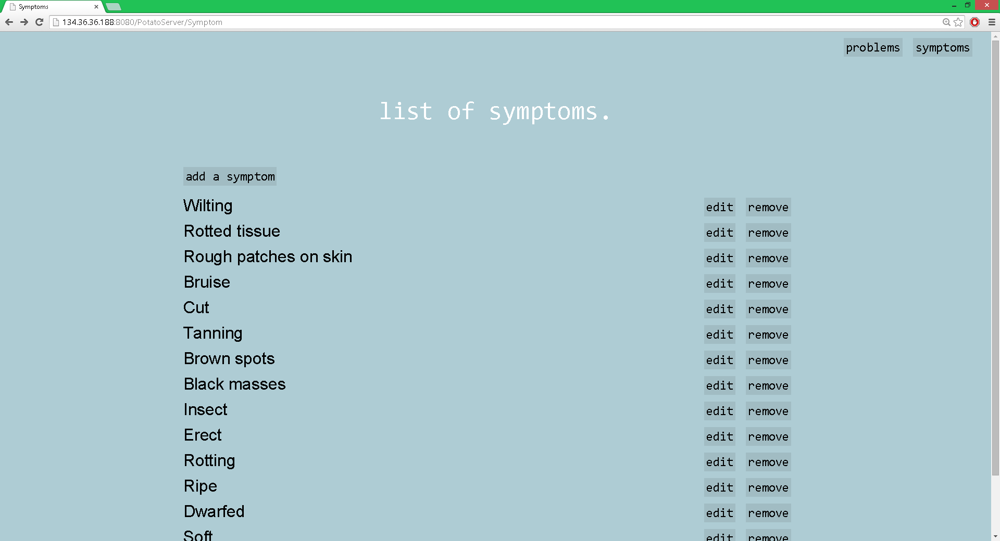 Symptoms
134.36.36.188:8080/PotatoServer/Symptom
problems symptoms
list of symptoms.
add a symptom
Wilting edit remove
Rotted tissue edit remove
Rough patches on skin edit remove
Bruise edit remove
Cut edit remove
Tanning edit remove
Brown spots edit remove
Black masses edit remove
Insect edit remove
Erect edit remove
Rotting edit remove
Ripe edit remove
Dwarfed edit remove
Soft edit remove